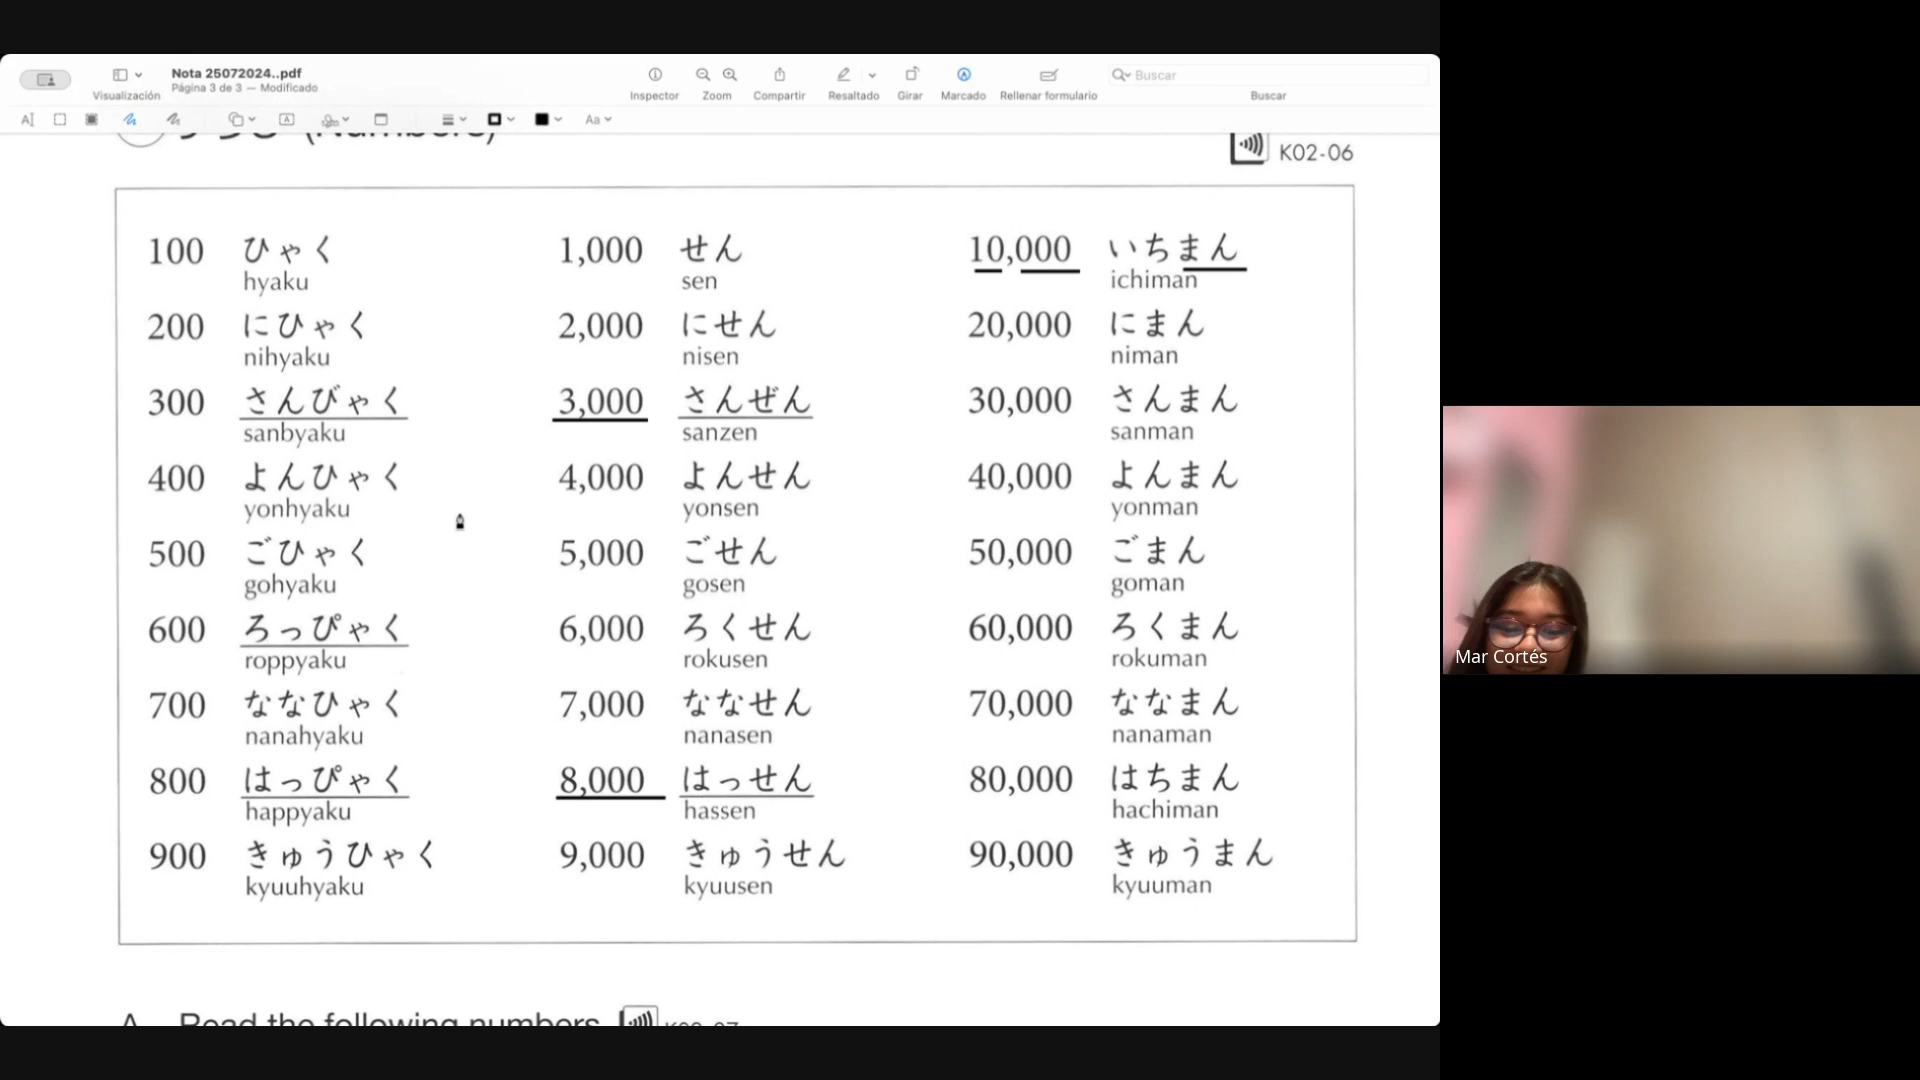 Nota 25072024..pdf
Página 3 de 3 — Modificado
Visualización
Inspector
Zoom
Compartir
Resaltado
Girar
Marcado
Rellenar formulario
Buscar
Buscar
Aa
(Numbers)
K02-06
100 ひゃく 1,000 せん 10,000 いちまん
hyaku sen ichiman
200 にひゃく 2,000 にせん 20,000 にまん
nihyaku nisen niman
300 さんびゃく 3,000 さんぜん 30,000 さんまん
sanbyaku sanzen sanman
400 よんひゃく 4,000 よんせん 40,000 よんまん
yonhyaku yonsen yonman
500 ごひゃく 5,000 ごせん 50,000 ごまん
gohyaku gosen goman
600 ろっぴゃく 6,000 ろくせん 60,000 ろくまん
roppyaku rokusen rokuman
700 ななひゃく 7,000 ななせん 70,000 ななまん
nanahyaku nanasen nanaman
800 はっぴゃく 8,000 はっせん 80,000 はちまん
happyaku hassen hachiman
900 きゅうひゃく 9,000 きゅうせん 90,000 きゅうまん
kyuuhyaku kyuusen kyuuman
A Read the following numbers.
Mar Cortés